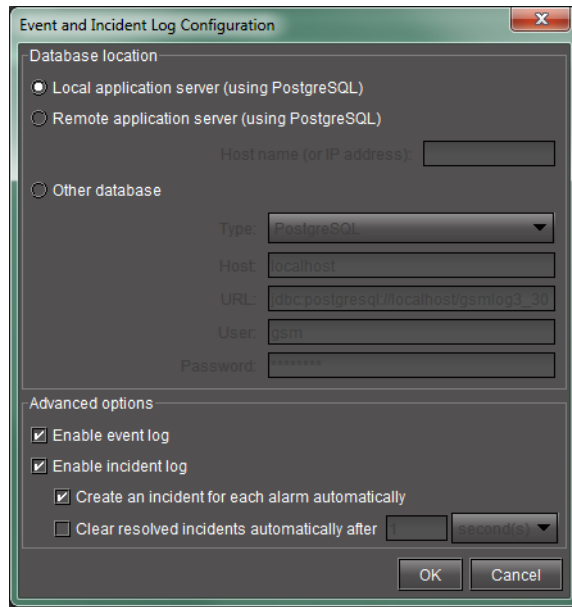 Event and Incident Log Configuration
Database location
Local application server (using PostgreSQL)
Remote application server (using PostgreSQL)
Host name (or IP address):
Other database
Type: PostgreSQL
Host: localhost
URL: jdbc:postgresql://localhost/gsmlog3_30
User: gsm
Password: ********
Advanced options
Enable event log
Enable incident log
Create an incident for each alarm automatically
Clear resolved incidents automatically after 1 second(s)
OK Cancel